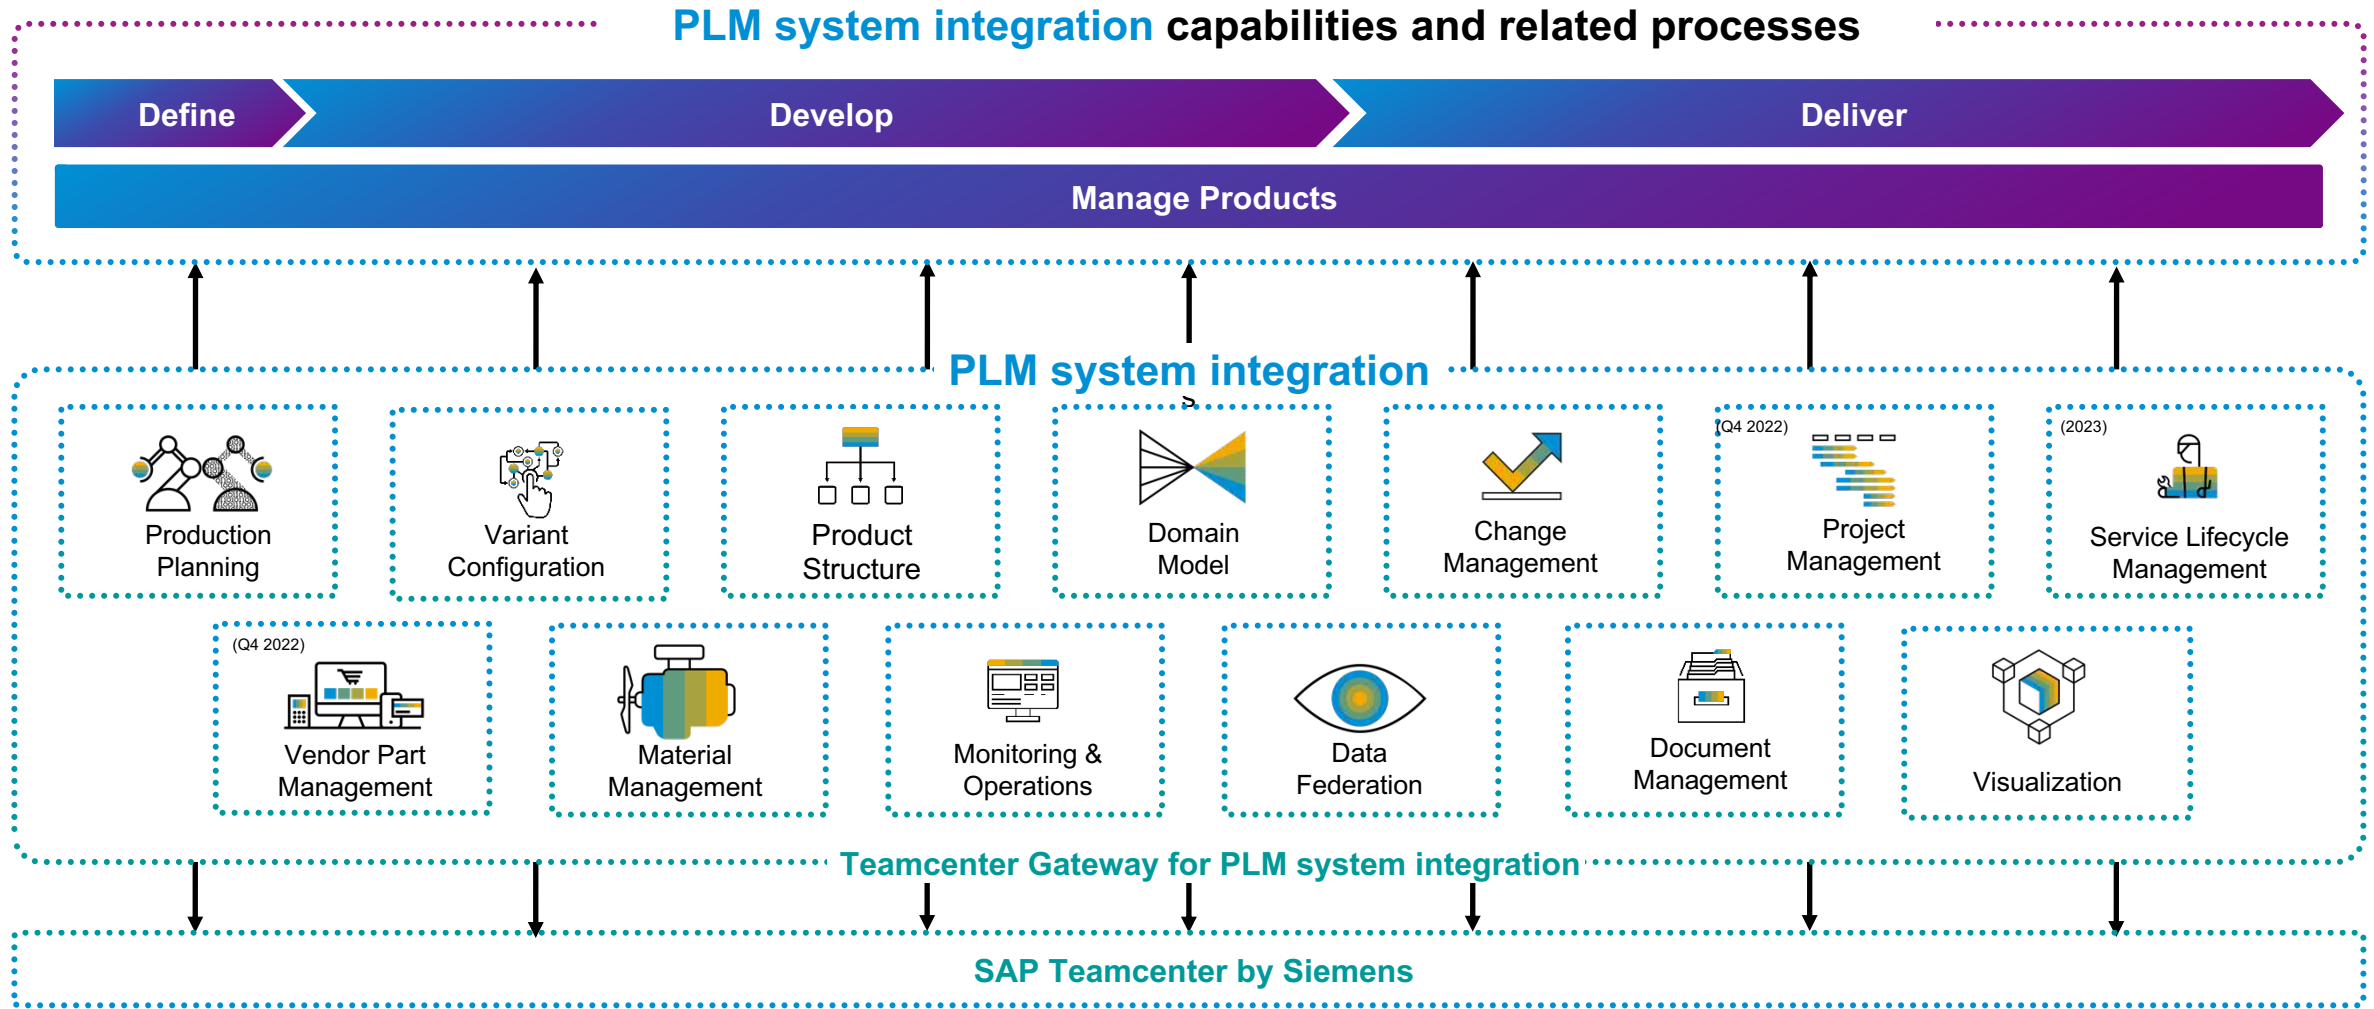 PLM system integration capabilities and related processes
Define
Develop
Deliver
Manage Products
PLM system integration
s
Production
Planning
Variant
Configuration
Product
Structure
Domain
Model
Change
Management
(Q4 2022)
Project
Management
(2023)
Service Lifecycle
Management
(Q4 2022)
Vendor Part
Management
Material
Management
Monitoring &
Operations
Data
Federation
Document
Management
Visualization
Teamcenter Gateway for PLM system integration
SAP Teamcenter by Siemens